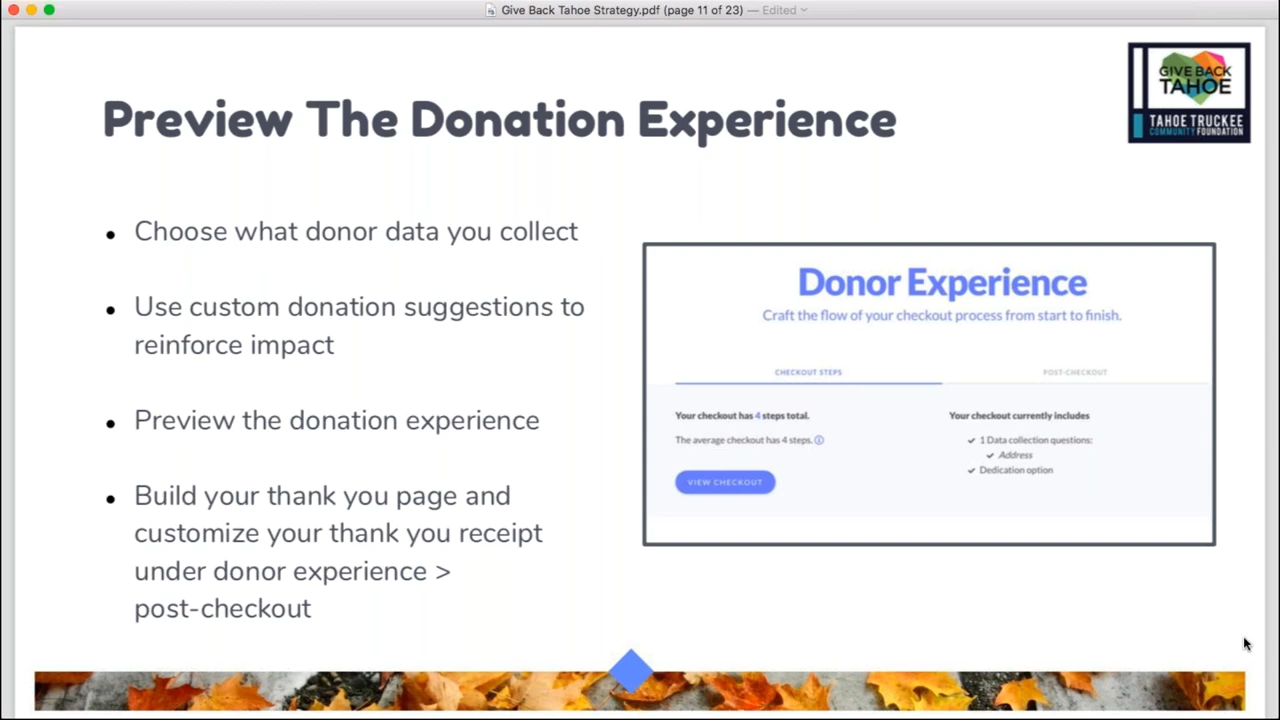 Give Back Tahoe Strategy.pdf (page 11 of 23) — Edited
GIVE BACK
TAHOE
TAHOE TRUCKEE
COMMUNITY FOUNDATION
Preview The Donation Experience
• Choose what donor data you collect
• Use custom donation suggestions to
reinforce impact
• Preview the donation experience
• Build your thank you page and
customize your thank you receipt
under donor experience >
post-checkout
Donor Experience
Craft the flow of your checkout process from start to finish.
CHECKOUT STEPS
POST-CHECKOUT
Your checkout has 4 steps total.
The average checkout has 4 steps.
VIEW CHECKOUT
Your checkout currently includes
✓ 1 Data collection questions:
✓ Address
✓ Dedication option